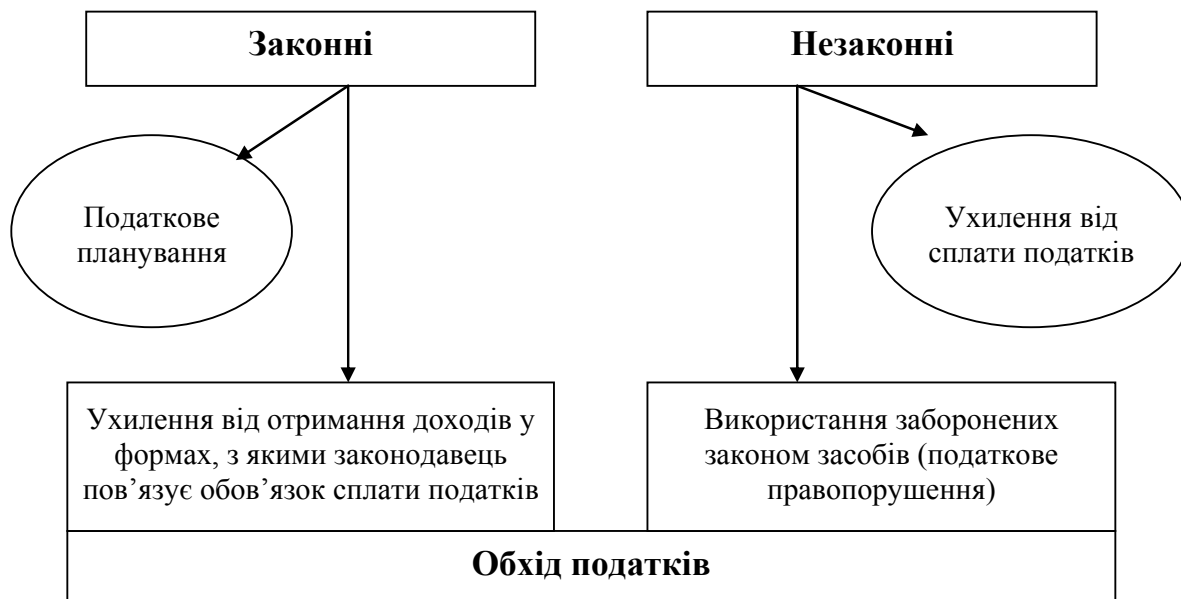 Законні
Незаконні
Податкове
планування
Ухилення від
сплати податків
Ухилення від отримання доходів у
формах, з якими законодавець
пов’язує обов’язок сплати податків
Використання заборонених
законом засобів (податкове
правопорушення)
Обхід податків